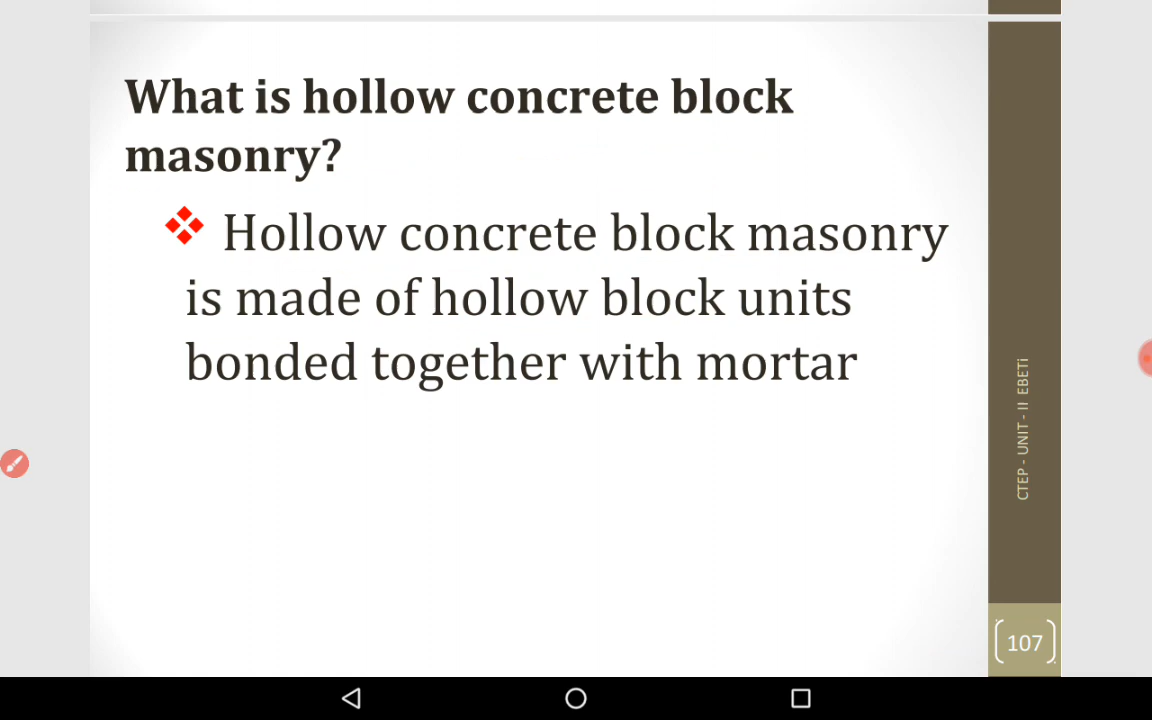 What is hollow concrete block
masonry?
Hollow concrete block masonry
is made of hollow block units
bonded together with mortar
CTEP - UNIT - II EBETi
107